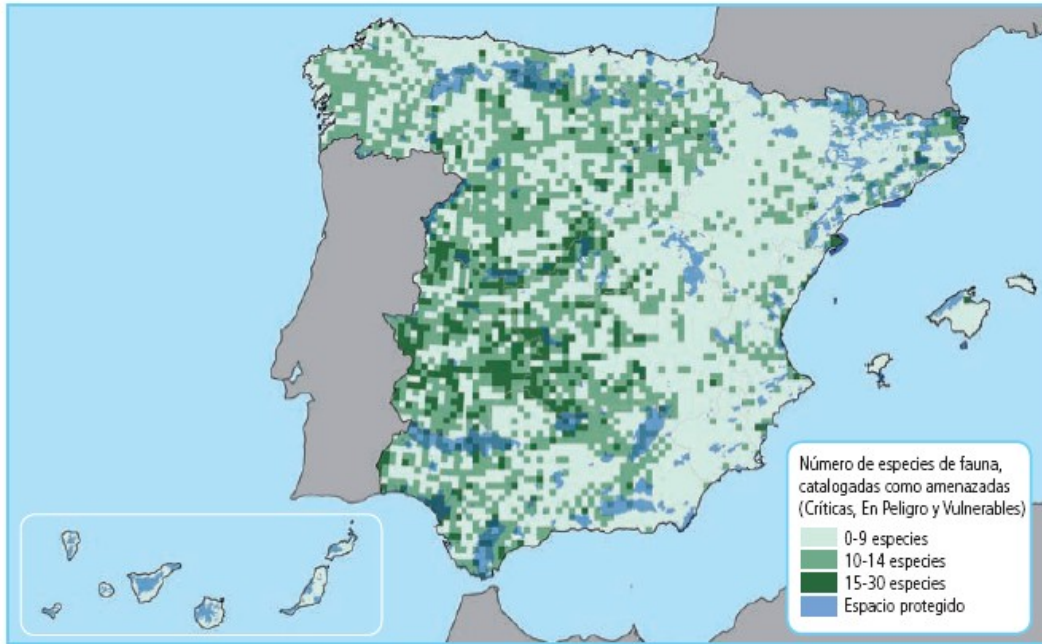 Número de especies de fauna,
catalogadas como amenazadas
(Críticas, En Peligro y Vulnerables)
0-9 especies
10-14 especies
15-30 especies
Espacio protegido